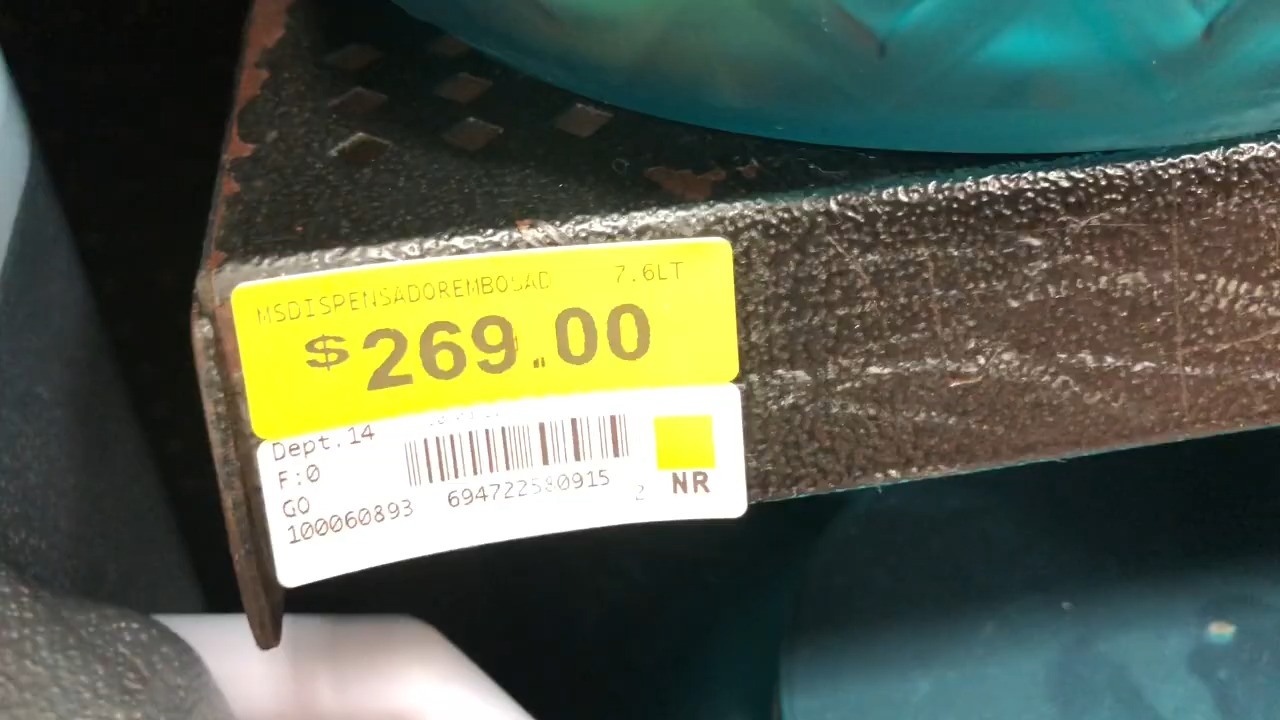 MSDISPENSADOREMBOSAD 7.6LT
$269.00
Dept.14
F:0
GO
100060893 694722580915 2
NR